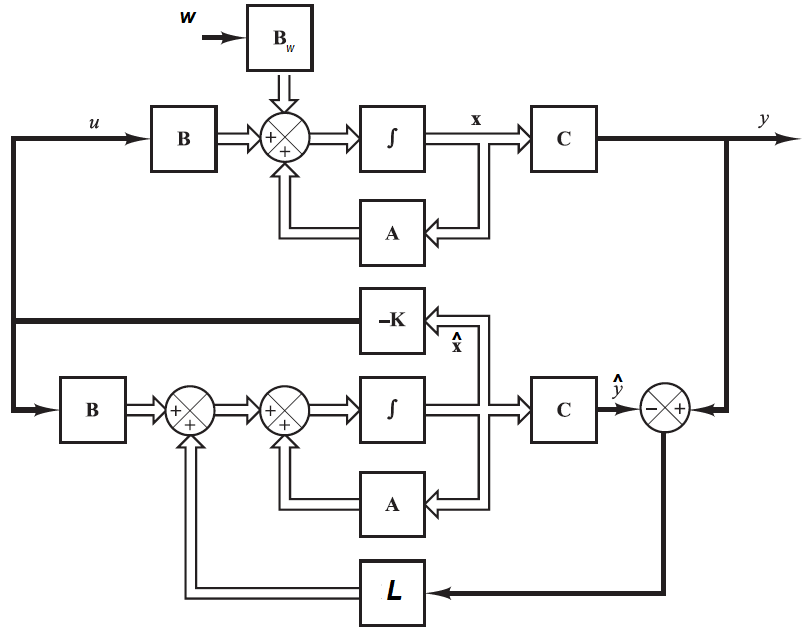 w
B_w
u
B
+
+
∫
x
C
y
A
–K
x̂
B
+
+
+
+
∫
C
ŷ
–
+
A
L